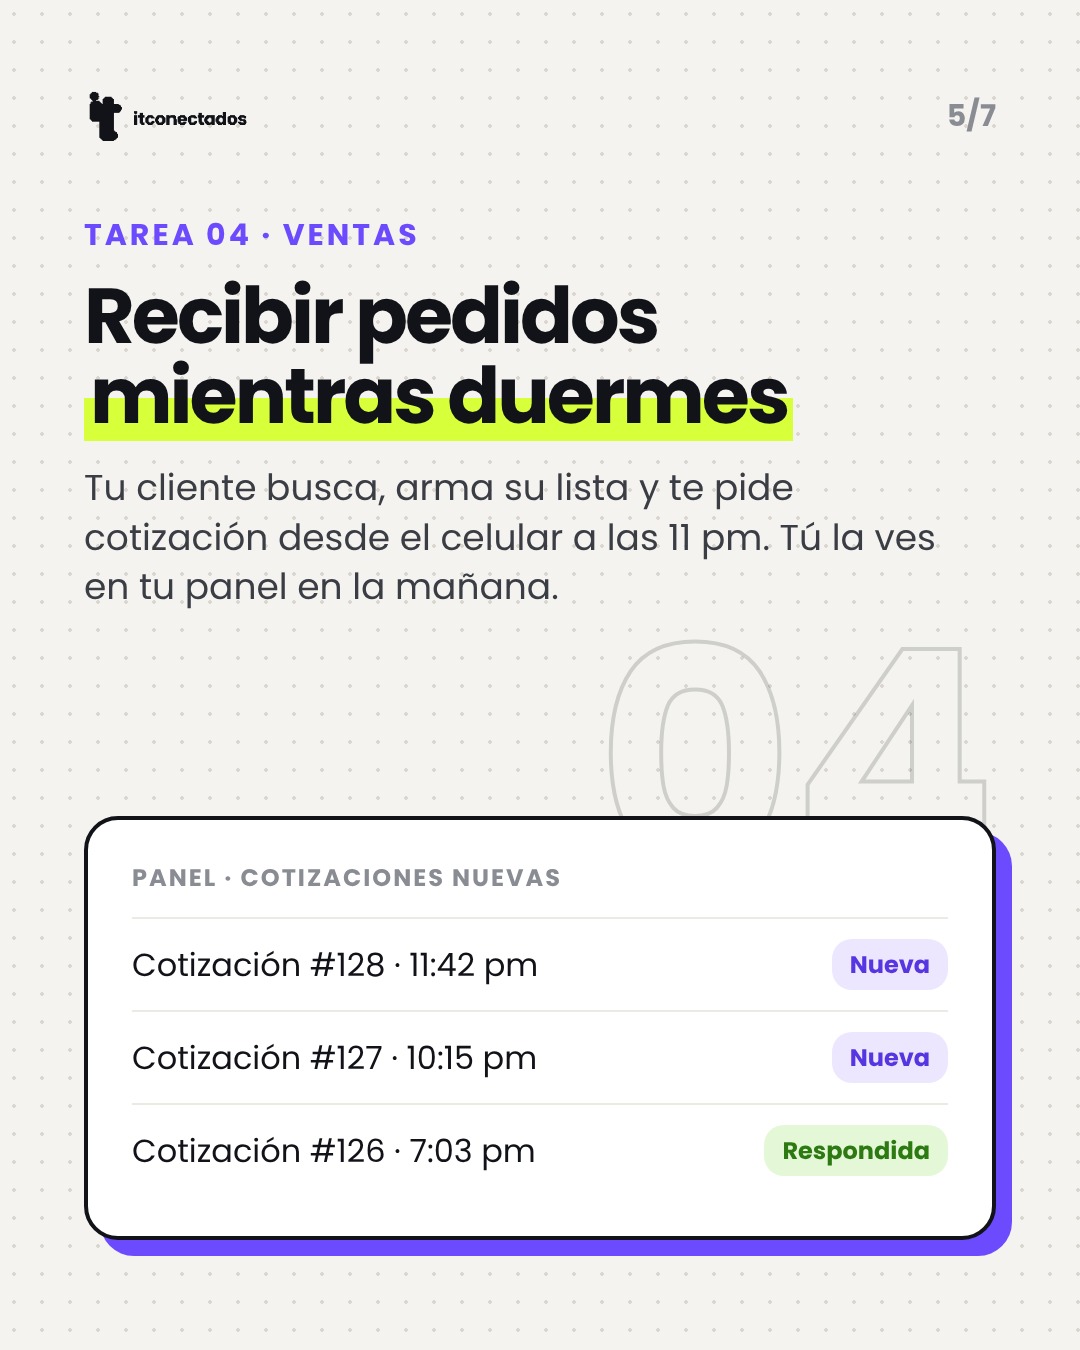 itconectados
5/7
TAREA 04 · VENTAS
Recibir pedidos
mientras duermes
Tu cliente busca, arma su lista y te pide
cotización desde el celular a las 11 pm. Tú la ves
en tu panel en la mañana.
04
PANEL · COTIZACIONES NUEVAS
Cotización #128 · 11:42 pm Nueva
Cotización #127 · 10:15 pm Nueva
Cotización #126 · 7:03 pm Respondida